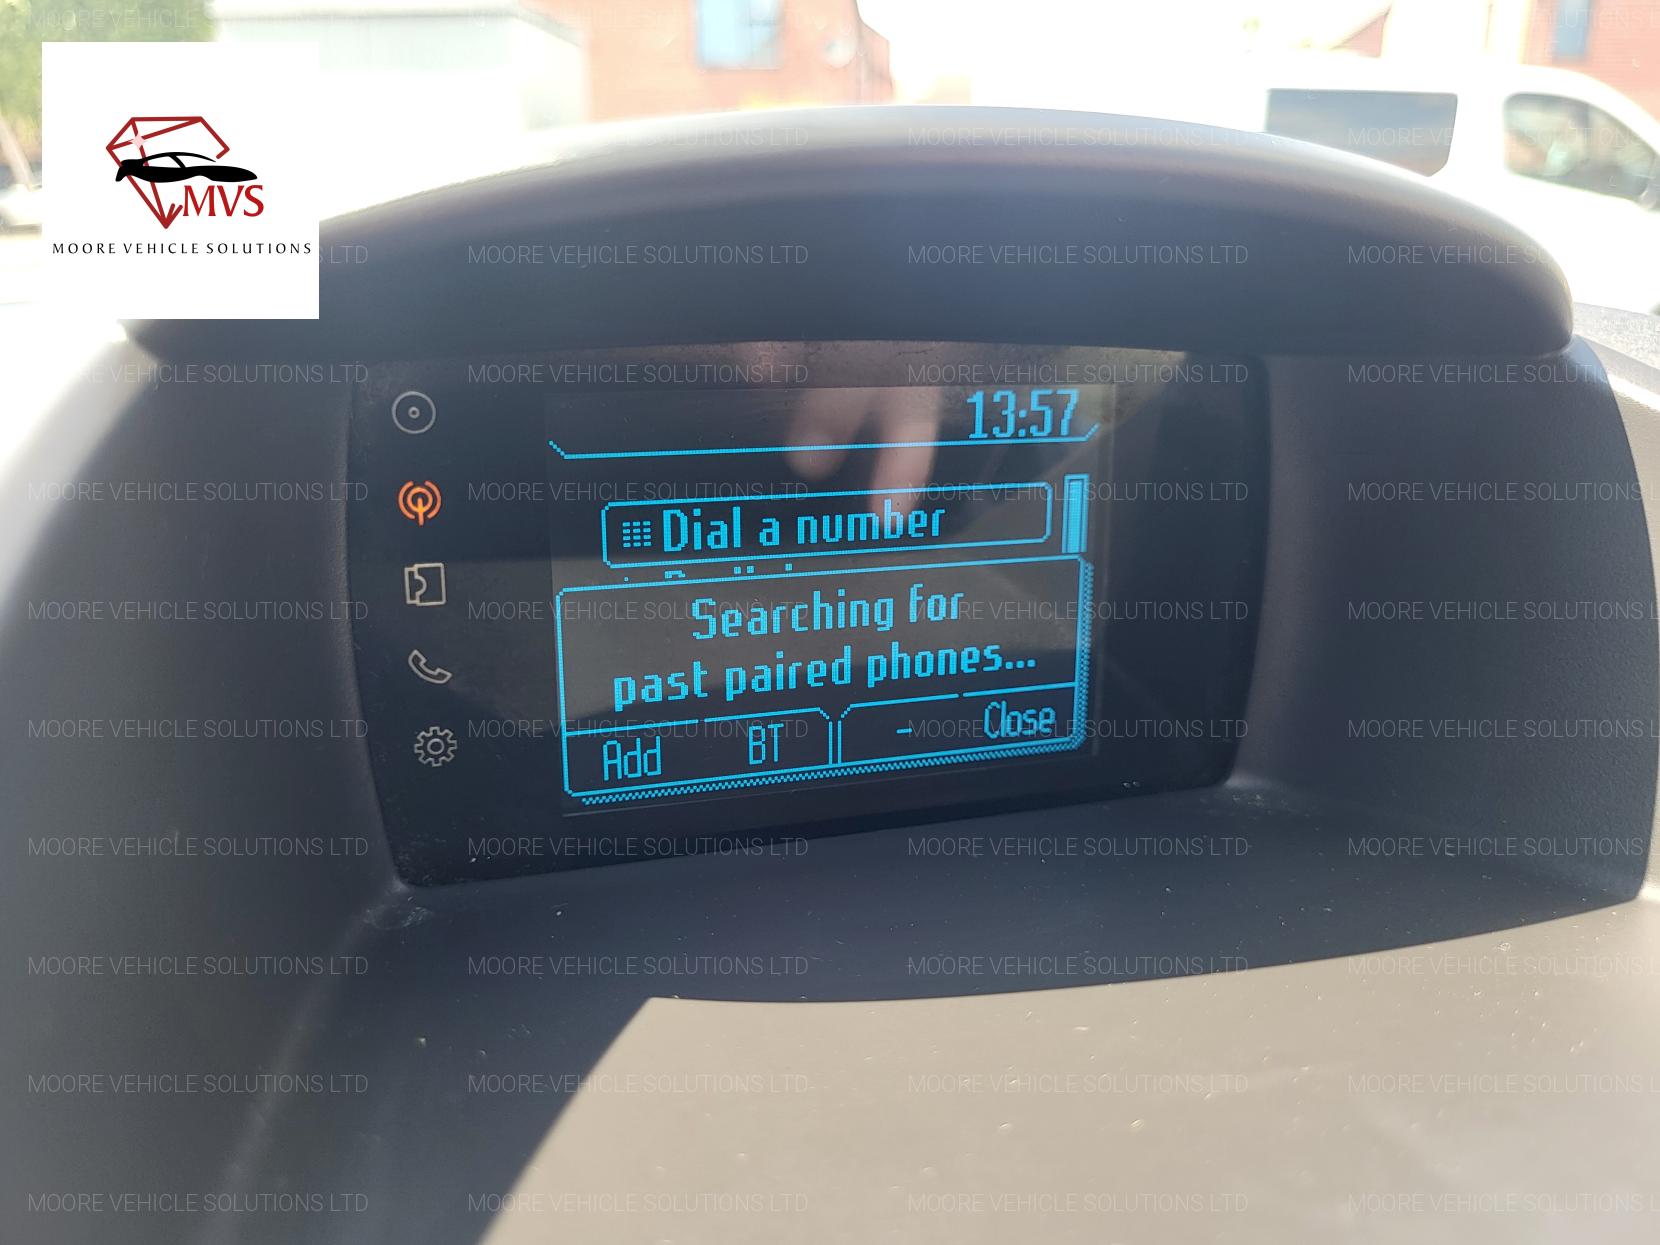 MVS
MOORE VEHICLE SOLUTIONS
13:57
Dial a number
Searching for
past paired phones...
Add BT → Close
MOORE VEHICLE SOLUTIONS LTD